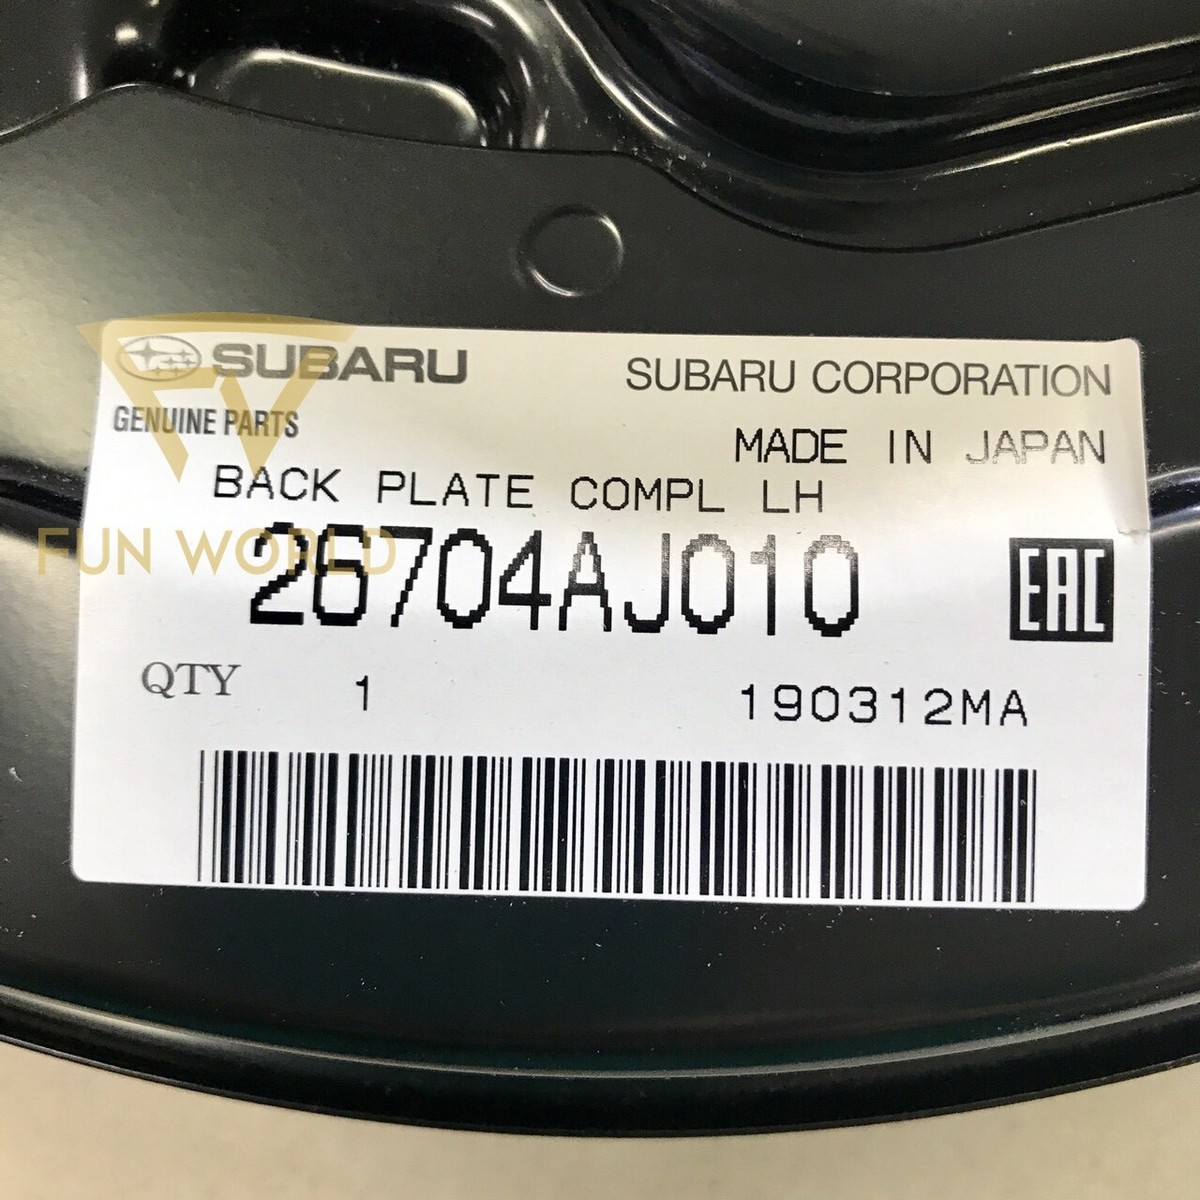 SUBARU SUBARU CORPORATION
GENUINE PARTS
MADE IN JAPAN
BACK PLATE COMPL LH
FUN WORLD
26704AJ010
EAC
QTY 1 190312MA